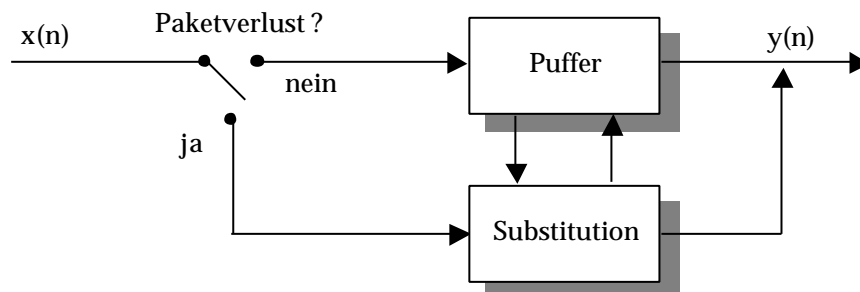 Paketverlust ?
x(n)
nein
ja
Puffer
y(n)
Substitution